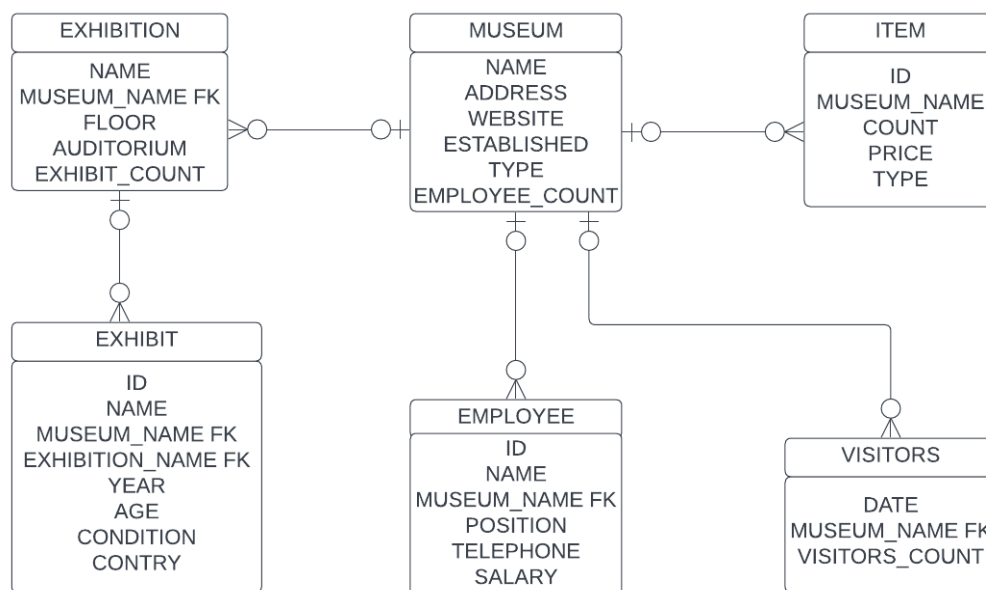 EXHIBITION
NAME
MUSEUM_NAME FK
FLOOR
AUDITORIUM
EXHIBIT_COUNT
MUSEUM
NAME
ADDRESS
WEBSITE
ESTABLISHED
TYPE
EMPLOYEE_COUNT
ITEM
ID
MUSEUM_NAME
COUNT
PRICE
TYPE
EXHIBIT
ID
NAME
MUSEUM_NAME FK
EXHIBITION_NAME FK
YEAR
AGE
CONDITION
CONTRY
EMPLOYEE
ID
NAME
MUSEUM_NAME FK
POSITION
TELEPHONE
SALARY
VISITORS
DATE
MUSEUM_NAME FK
VISITORS_COUNT